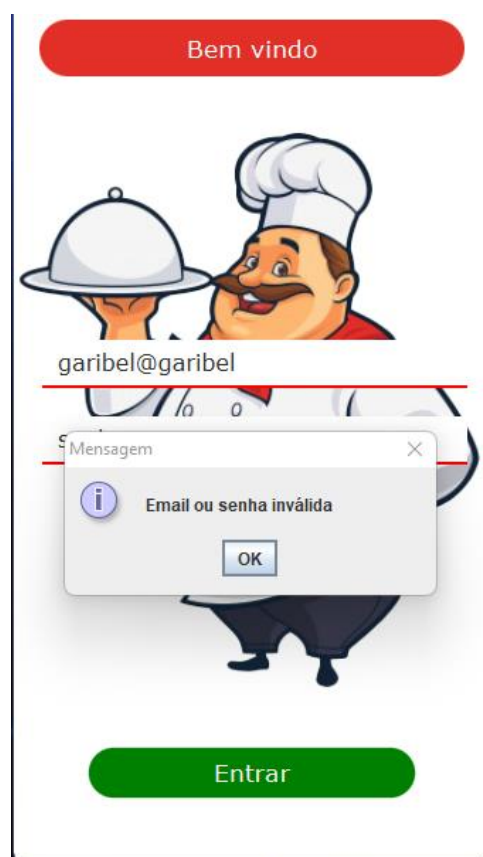 Bem vindo
garibel@garibel
Mensagem
Email ou senha inválida
OK
Entrar